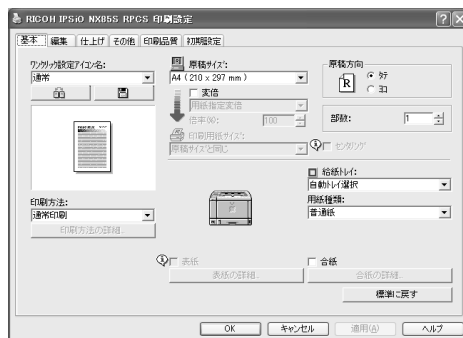 RICOH IPSiO NX85S RPCS 印刷設定
基本 編集 仕上げ その他 印刷品質 初期設定
ワンクリック設定アイコン名:
通常
原稿サイズ:
A4 (210 x 297 mm)
変倍
用紙指定変倍
倍率(%): 100
印刷用紙サイズ:
原稿サイズと同じ
原稿方向
R
タテ
ヨコ
部数: 1
センタリング
給紙トレイ:
自動トレイ選択
用紙種類:
普通紙
印刷方法:
通常印刷
印刷方法の詳細...
表紙
表紙の詳細...
合紙
合紙の詳細...
標準に戻す
OK キャンセル 適用(A) ヘルプ